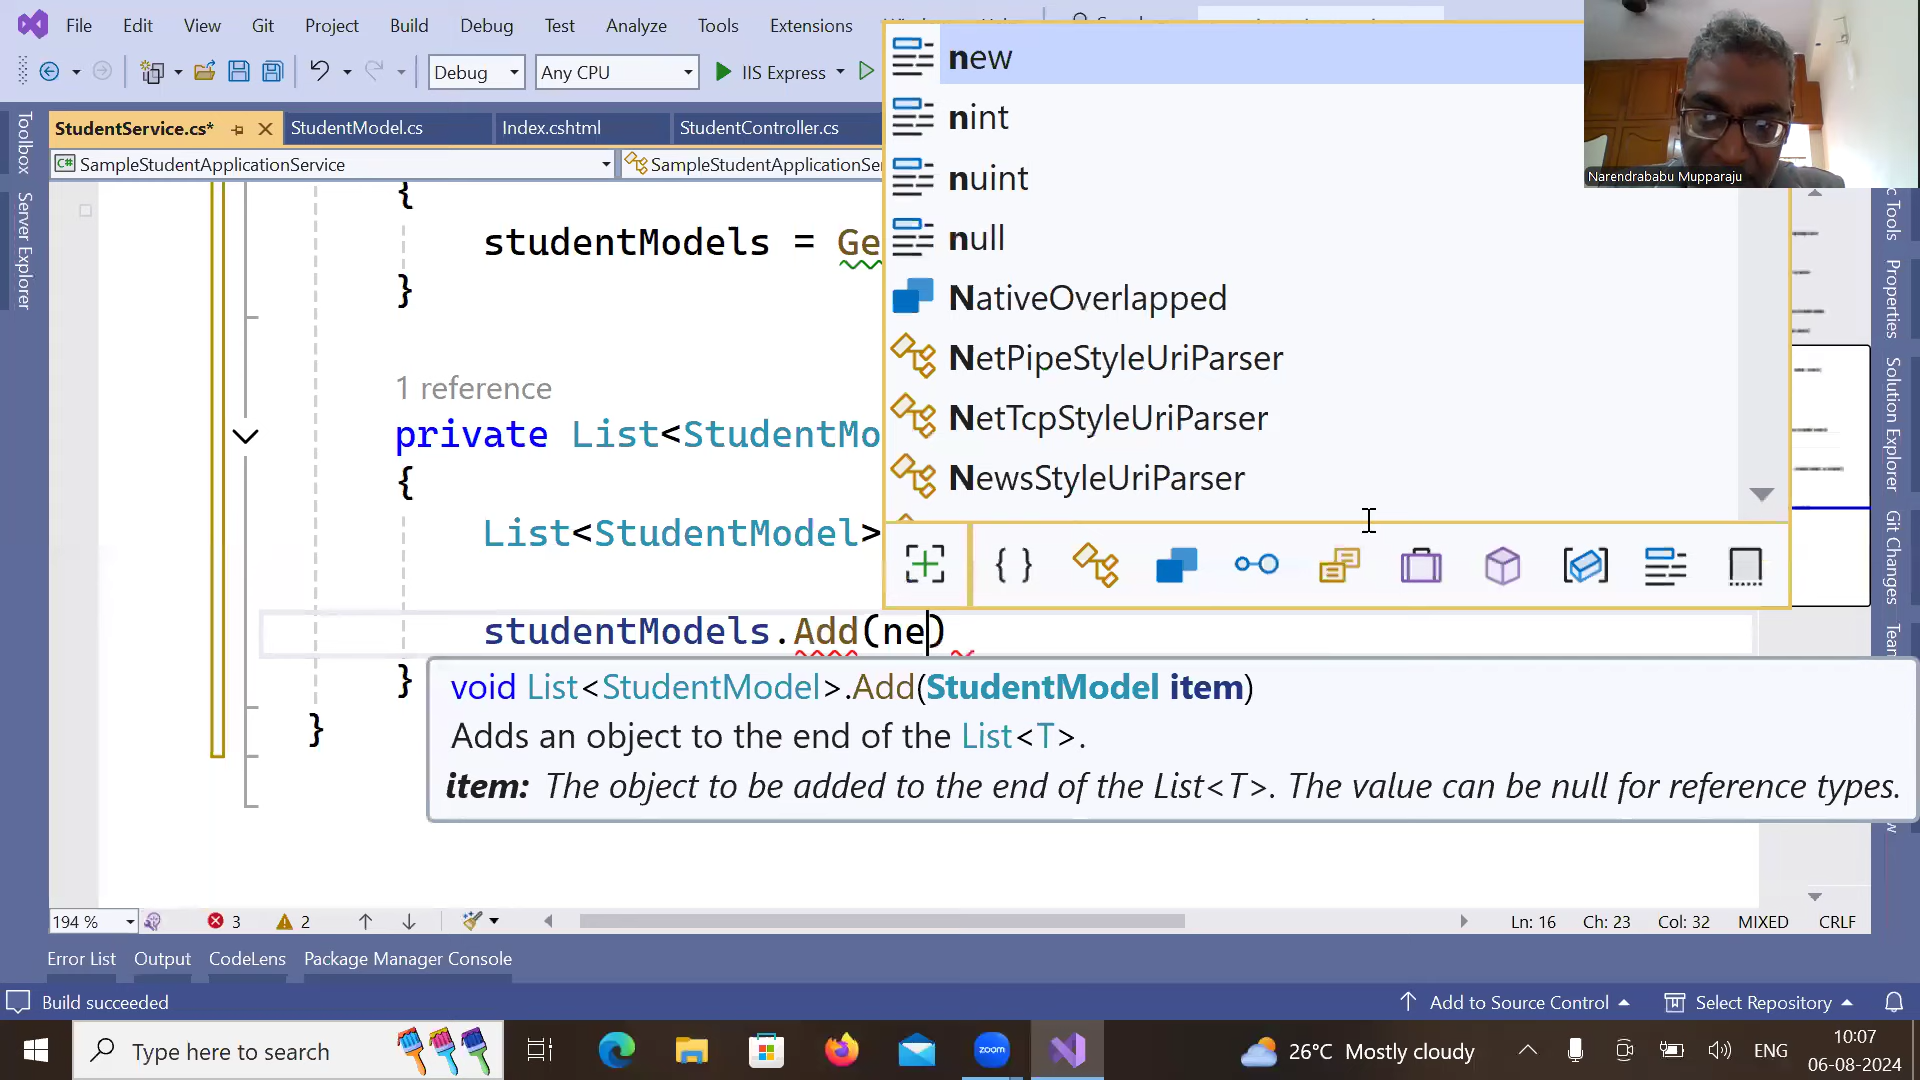 File Edit View Git Project Build Debug Test Analyze Tools Extensions
Debug Any CPU IIS Express
StudentService.cs* StudentModel.cs Index.cshtml StudentController.cs
SampleStudentApplicationService SampleStudentApplicationSe
Toolbox
Server Explorer
{
studentModels = Ge
}
1 reference
private List<StudentMo
{
List<StudentModel>
studentModels.Add(ne)
}
}
new
nint
nuint
null
NativeOverlapped
NetPipeStyleUriParser
NetTcpStyleUriParser
NewsStyleUriParser
{ }
void List<StudentModel>.Add(StudentModel item)
Adds an object to the end of the List<T>.
item: The object to be added to the end of the List<T>. The value can be null for reference types.
Narendrababu Mupparaju
c Tools
Properties
Solution Explorer
Git Changes
194 % 3 2 Ln: 16 Ch: 23 Col: 32 MIXED CRLF
Error List Output CodeLens Package Manager Console
Build succeeded Add to Source Control Select Repository
Type here to search zoom 26°C Mostly cloudy ENG 10:07
06-08-2024